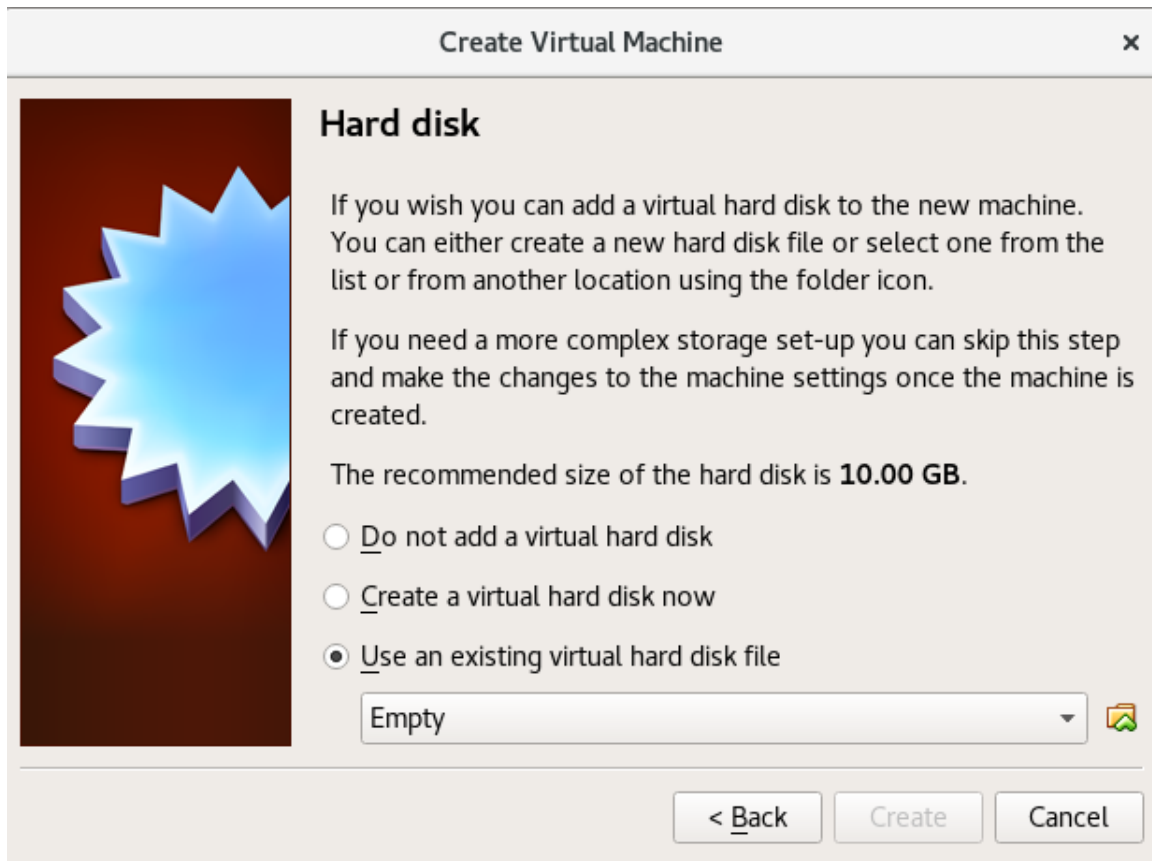 Create Virtual Machine
Hard disk
If you wish you can add a virtual hard disk to the new machine.
You can either create a new hard disk file or select one from the
list or from another location using the folder icon.
If you need a more complex storage set-up you can skip this step
and make the changes to the machine settings once the machine is
created.
The recommended size of the hard disk is 10.00 GB.
Do not add a virtual hard disk
Create a virtual hard disk now
Use an existing virtual hard disk file
Empty
< Back Create Cancel